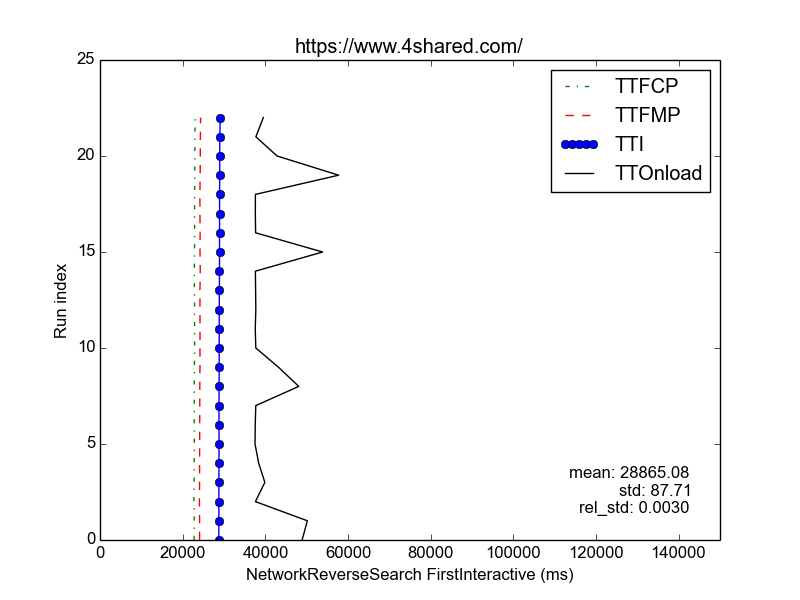 https://www.4shared.com/
25
20
15
10
5
0
Run index
TTFCP
TTFMP
TTI
TTOnload
mean: 28865.08
std: 87.71
rel_std: 0.0030
0 20000 40000 60000 80000 100000 120000 140000
NetworkReverseSearch FirstInteractive (ms)